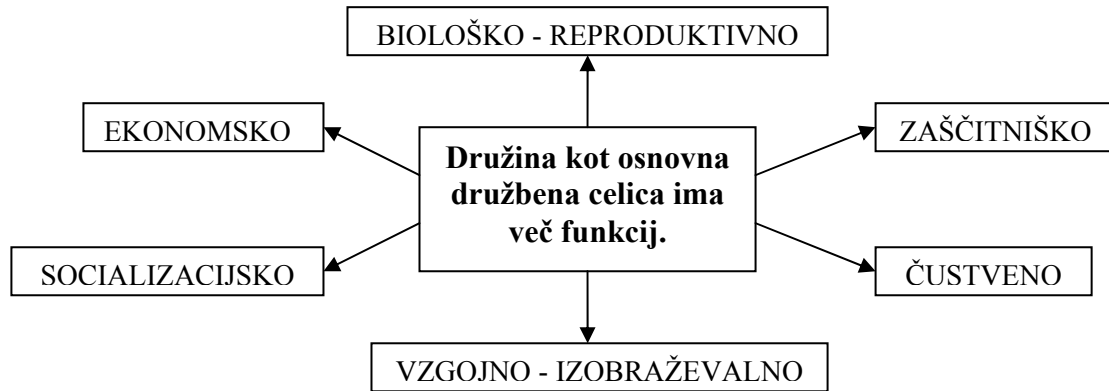 BIOLOŠKO - REPRODUKTIVNO
EKONOMSKO
ZAŠČITNIŠKO
Družina kot osnovna
družbena celica ima
več funkcij.
SOCIALIZACIJSKO
ČUSTVENO
VZGOJNO - IZOBRAŽEVALNO